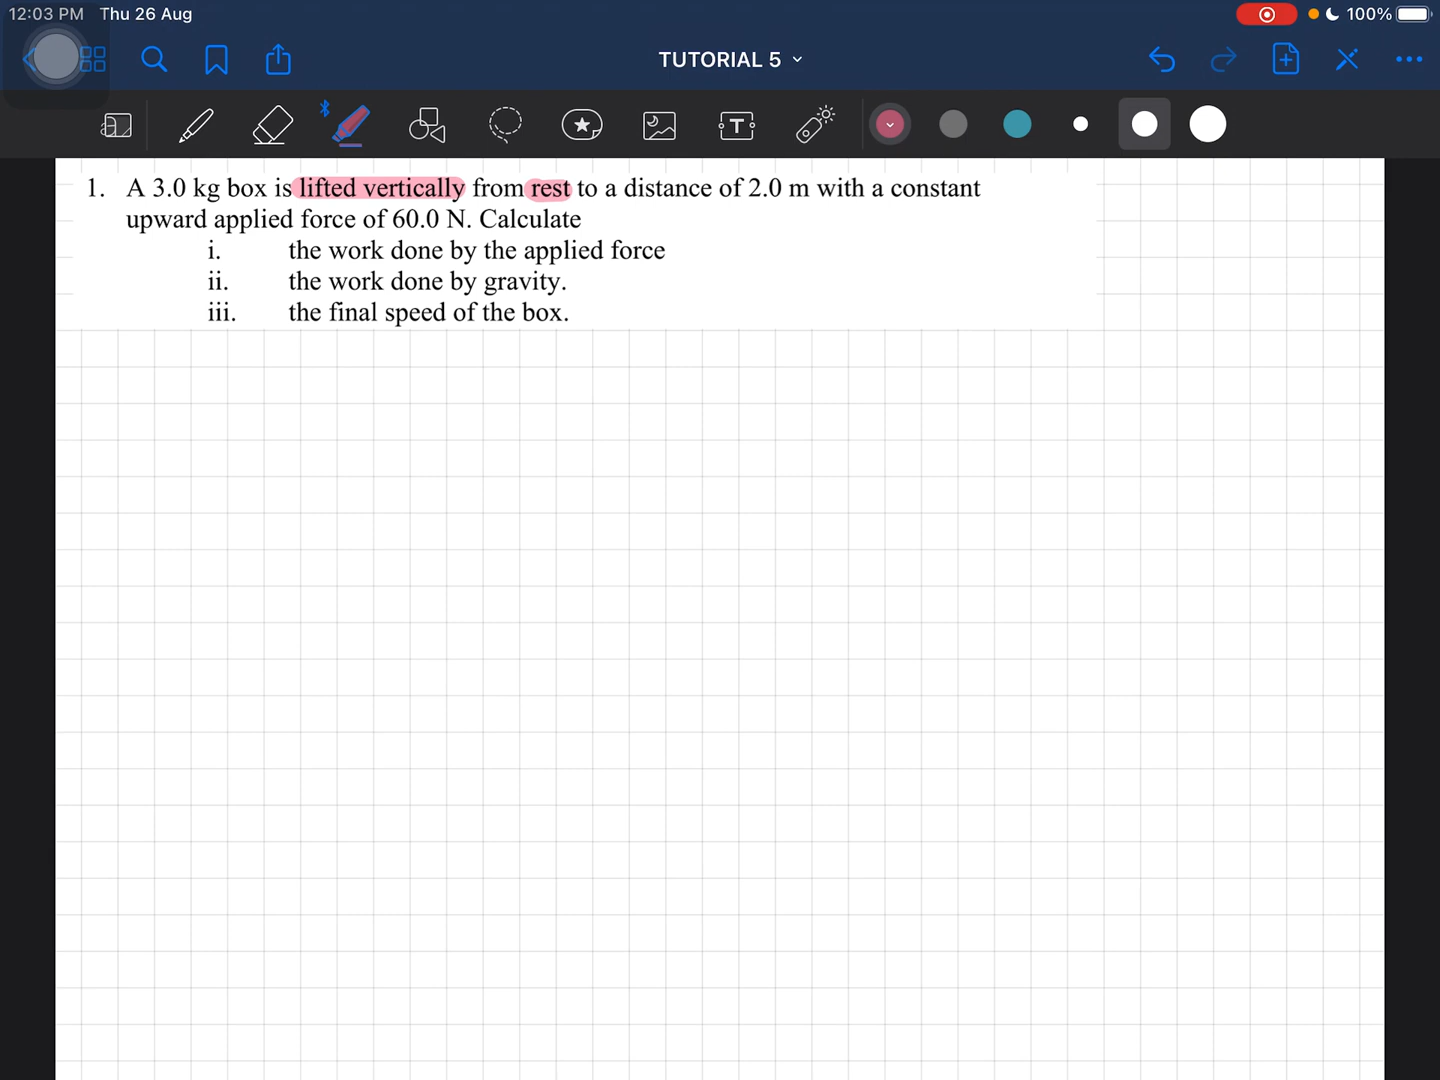 12:03 PM Thu 26 Aug
100%
TUTORIAL 5
T
1. A 3.0 kg box is lifted vertically from rest to a distance of 2.0 m with a constant
upward applied force of 60.0 N. Calculate
i. the work done by the applied force
ii. the work done by gravity.
iii. the final speed of the box.